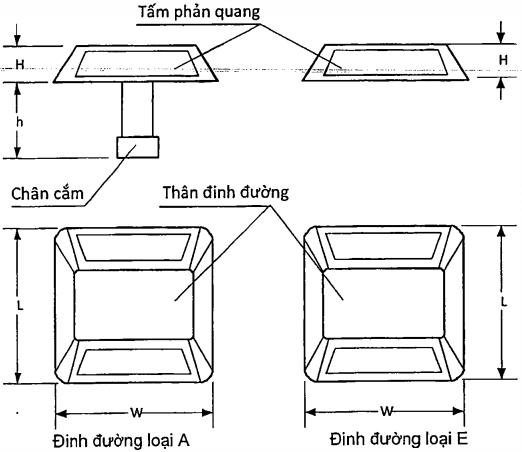 Tấm phản quang
H
H
h
Chân cắm
Thân đinh đường
L
L
W
W
Đinh đường loại A
Đinh đường loại E